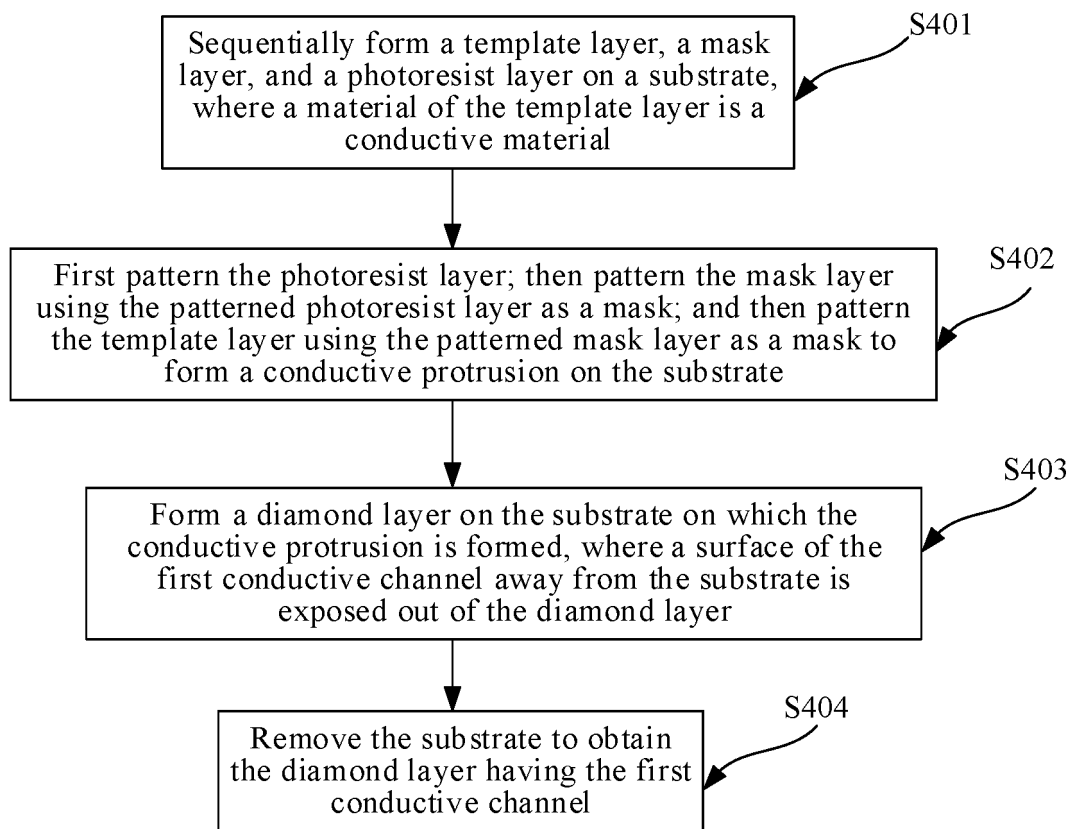 Sequentially form a template layer, a mask
layer, and a photoresist layer on a substrate,
where a material of the template layer is a
conductive material
S401
First pattern the photoresist layer; then pattern the mask layer
using the patterned photoresist layer as a mask; and then pattern
the template layer using the patterned mask layer as a mask to
form a conductive protrusion on the substrate
S402
Form a diamond layer on the substrate on which the
conductive protrusion is formed, where a surface of the
first conductive channel away from the substrate is
exposed out of the diamond layer
S403
Remove the substrate to obtain
the diamond layer having the first
conductive channel
S404